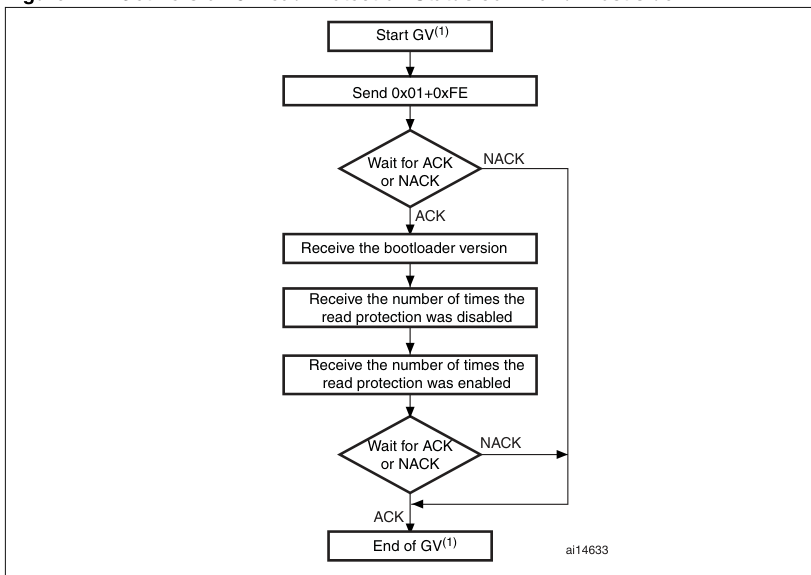 Start GV(1)
Send 0x01+0xFE
Wait for ACK
or NACK
NACK
ACK
Receive the bootloader version
Receive the number of times the
read protection was disabled
Receive the number of times the
read protection was enabled
Wait for ACK
or NACK
NACK
ACK
End of GV(1)
ai14633